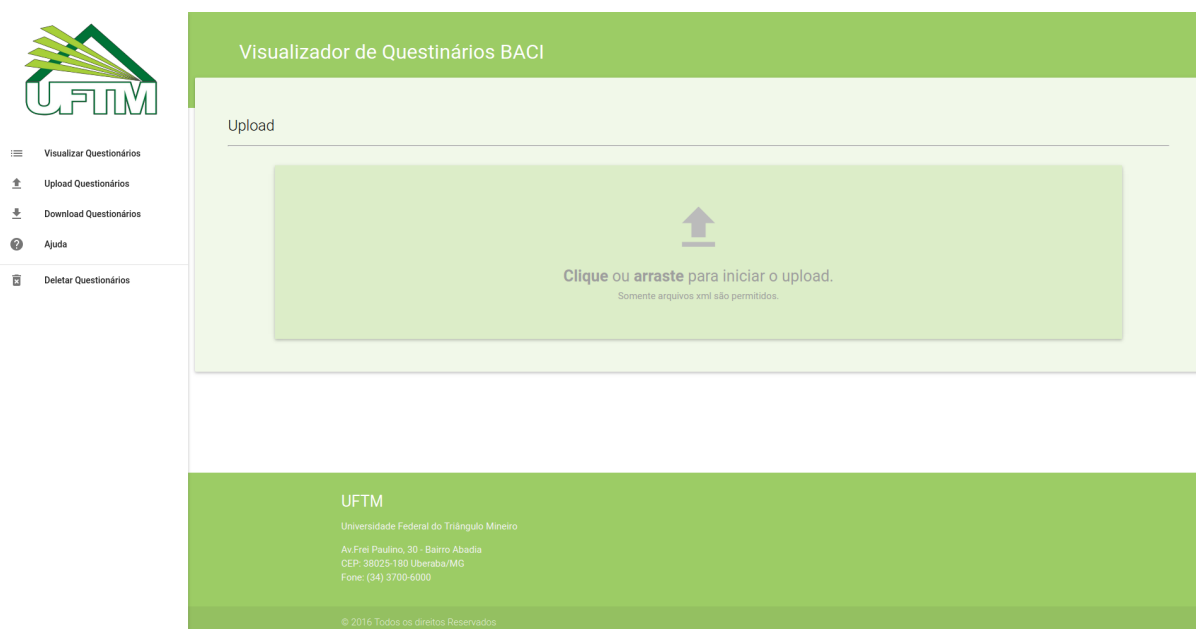 UFTM
Visualizar Questionários
Upload Questionários
Download Questionários
Ajuda
Deletar Questionários
Visualizador de Questinários BACI
Upload
Clique ou arraste para iniciar o upload.
Somente arquivos xml são permitidos.
UFTM
Universidade Federal do Triângulo Mineiro
Av.Frei Paulino, 30 - Bairro Abadia
CEP: 38025-180 Uberaba/MG
Fone: (34) 3700-6000
© 2016 Todos os direitos Reservados